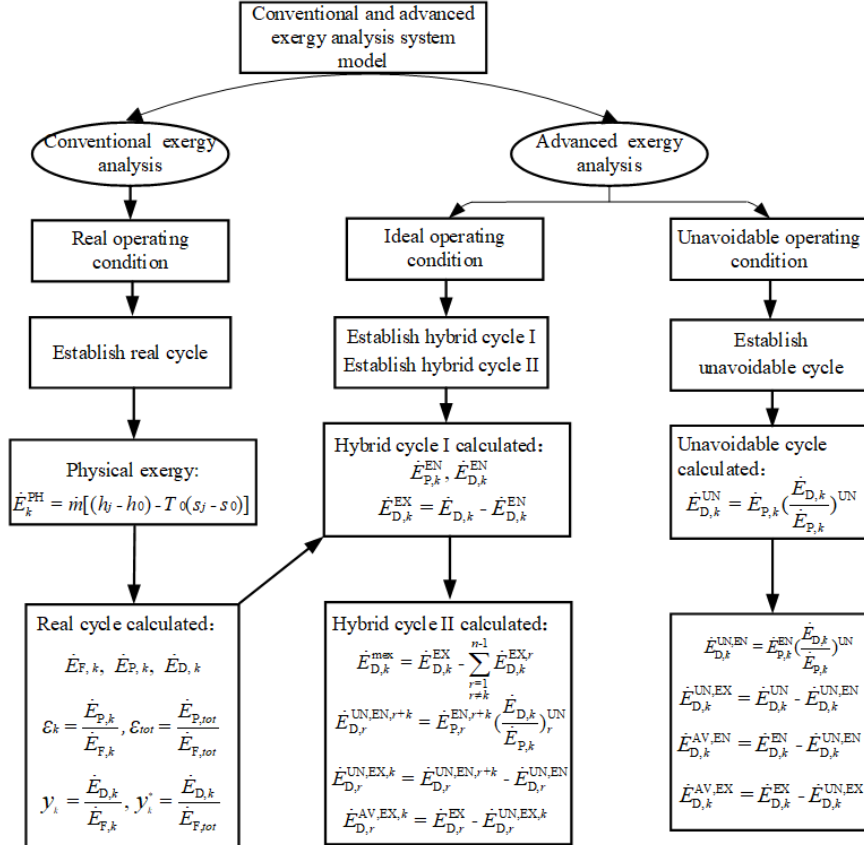 Conventional and advanced
exergy analysis system
model
Conventional exergy
analysis
Advanced exergy
analysis
Real operating
condition
Ideal operating
condition
Unavoidable operating
condition
Establish real cycle
Establish hybrid cycle I
Establish hybrid cycle II
Establish
unavoidable cycle
Physical exergy:
Ė_k^PH = ṁ[(h_j - h_0) - T_0(s_j - s_0)]
Hybrid cycle I calculated：
Ė_P,k^EN , Ė_D,k^EN
Ė_D,k^EX = Ė_D,k - Ė_D,k^EN
Unavoidable cycle
calculated：
Ė_D,k^UN = Ė_P,k(Ė_D,k/Ė_P,k)^UN
Real cycle calculated：
Ė_F,k, Ė_P,k, Ė_D,k
ε_k = Ė_P,k/Ė_F,k, ε_tot = Ė_P,tot/Ė_F,tot
y_k = Ė_D,k/Ė_F,k, y_k^* = Ė_D,k/Ė_F,tot
Hybrid cycle II calculated：
Ė_D,k^mex = Ė_D,k^EX - ∑_{r=1, r≠k}^{n-1} Ė_D,k^EX,r
Ė_D,r^UN,EN,r+k = Ė_P,r^EN,r+k(Ė_D,k/Ė_P,k)_r^UN
Ė_D,r^UN,EX,k = Ė_D,r^UN,EN,r+k - Ė_D,r^UN,EN
Ė_D,r^AV,EX,k = Ė_D,r^EX - Ė_D,r^UN,EX,k
Ė_D,k^UN,EN = Ė_P,k^EN(Ė_D,k/Ė_P,k)^UN
Ė_D,k^UN,EX = Ė_D,k^UN - Ė_D,k^UN,EN
Ė_D,k^AV,EN = Ė_D,k^EN - Ė_D,k^UN,EN
Ė_D,k^AV,EX = Ė_D,k^EX - Ė_D,k^UN,EX